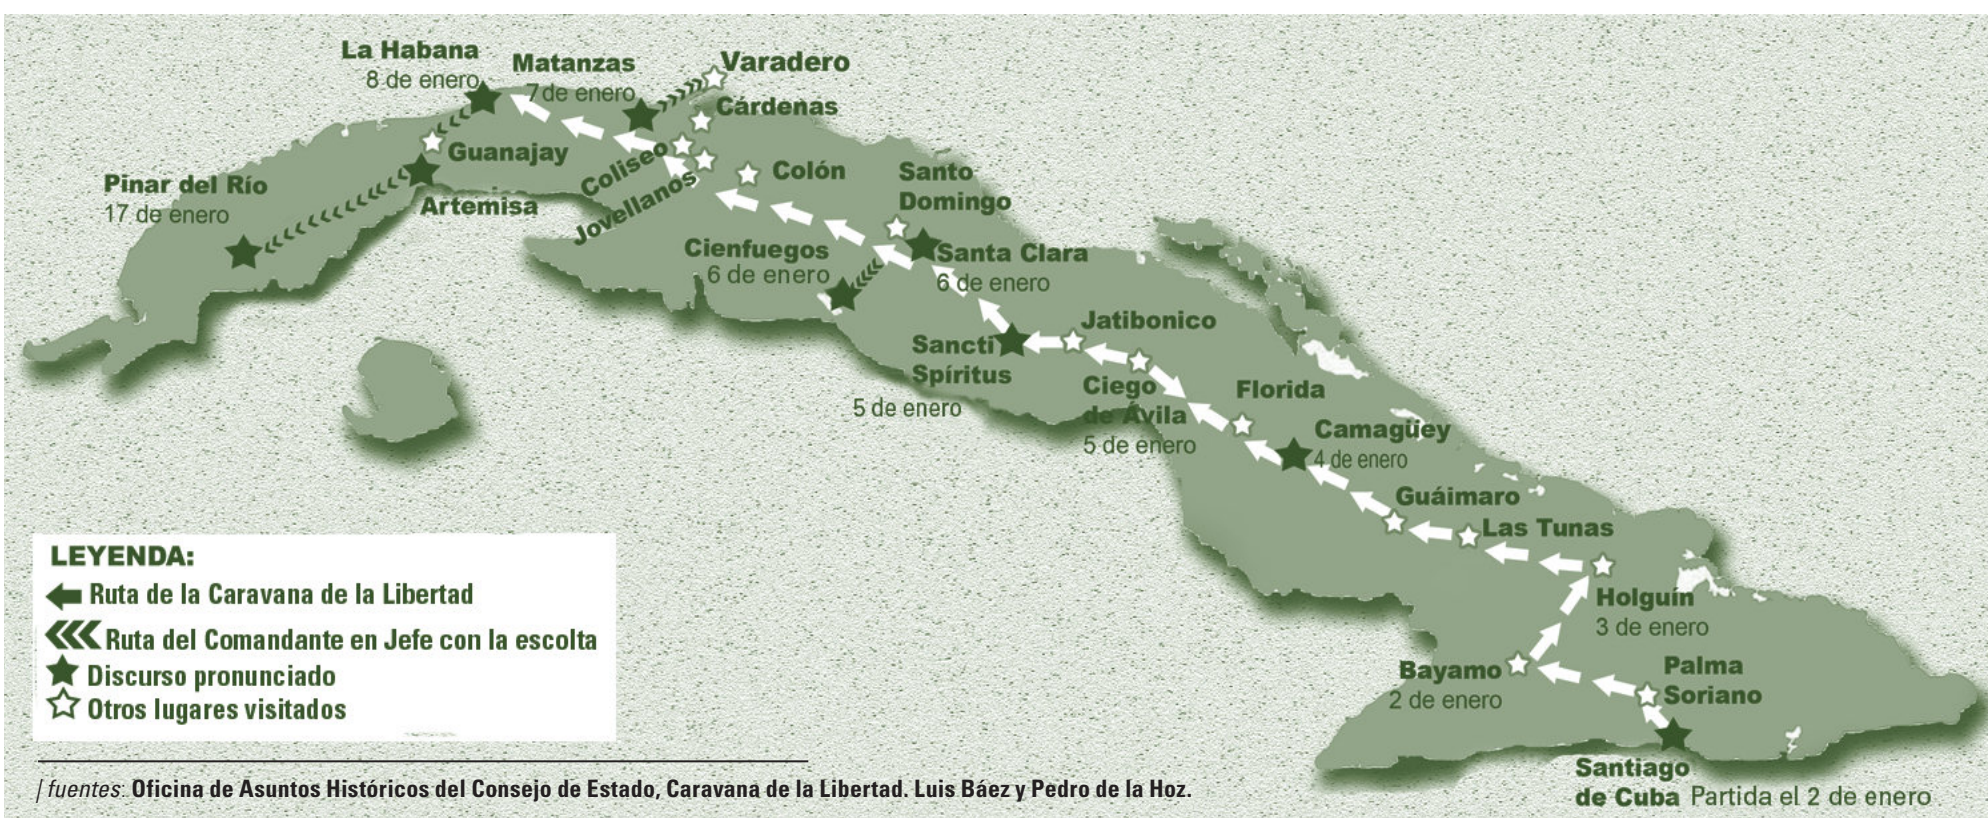 La Habana
8 de enero
Matanzas
7 de enero
Varadero
Cárdenas
Guanajay
Coliseo
Jovellanos
Colón
Santo
Domingo
Pinar del Río
17 de enero
Artemisa
Cienfuegos
6 de enero
Santa Clara
6 de enero
Jatibonico
Sancti
Spíritus
5 de enero
Ciego
de Ávila
5 de enero
Florida
Camagüey
4 de enero
Guáimaro
Las Tunas
Holguín
3 de enero
Bayamo
2 de enero
Palma
Soriano
Santiago
de Cuba Partida el 2 de enero
LEYENDA:
Ruta de la Caravana de la Libertad
Ruta del Comandante en Jefe con la escolta
Discurso pronunciado
Otros lugares visitados
| fuentes: Oficina de Asuntos Históricos del Consejo de Estado, Caravana de la Libertad. Luis Báez y Pedro de la Hoz.